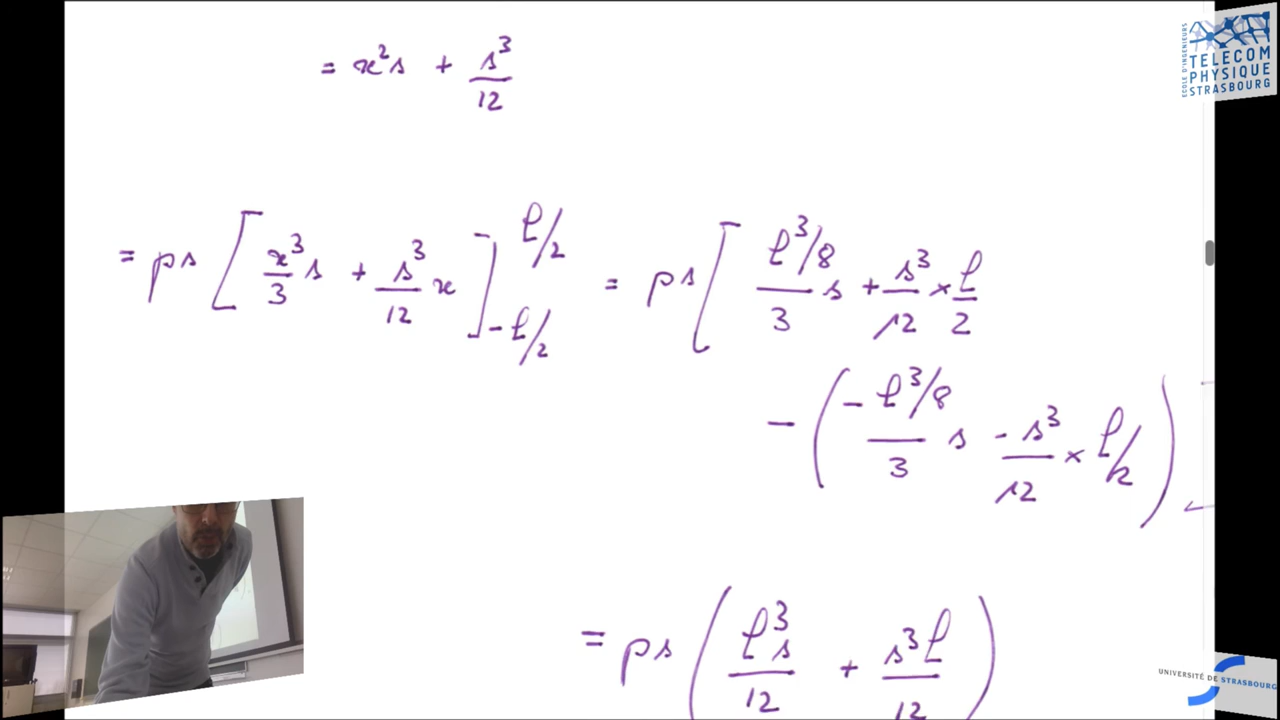 = x²s + s³/12
= ρs [ x³/3 s + s³/12 x ]_{-ℓ/2}^{ℓ/2} = ρs [ ℓ³/8 / 3 s + s³/12 × ℓ/2
- ( -ℓ³/8 / 3 s - s³/12 × ℓ/2 ) ]
= ρs ( ℓ³s/12 + s³ℓ/12 )
ECOLE D'INGENIEURS
TELECOM
PHYSIQUE
STRASBOURG
UNIVERSITÉ DE STRASBOURG